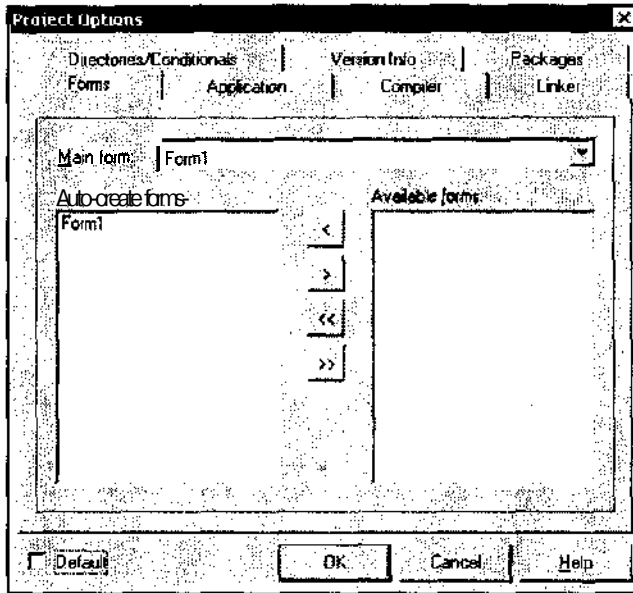 Project Options
Directories/Conditionals Version Info Packages
Forms Application Compiler Linker
Main form: Form1
Auto-create forms- Available forms
Form1
<
>
<<
>>
Default OK Cancel Help